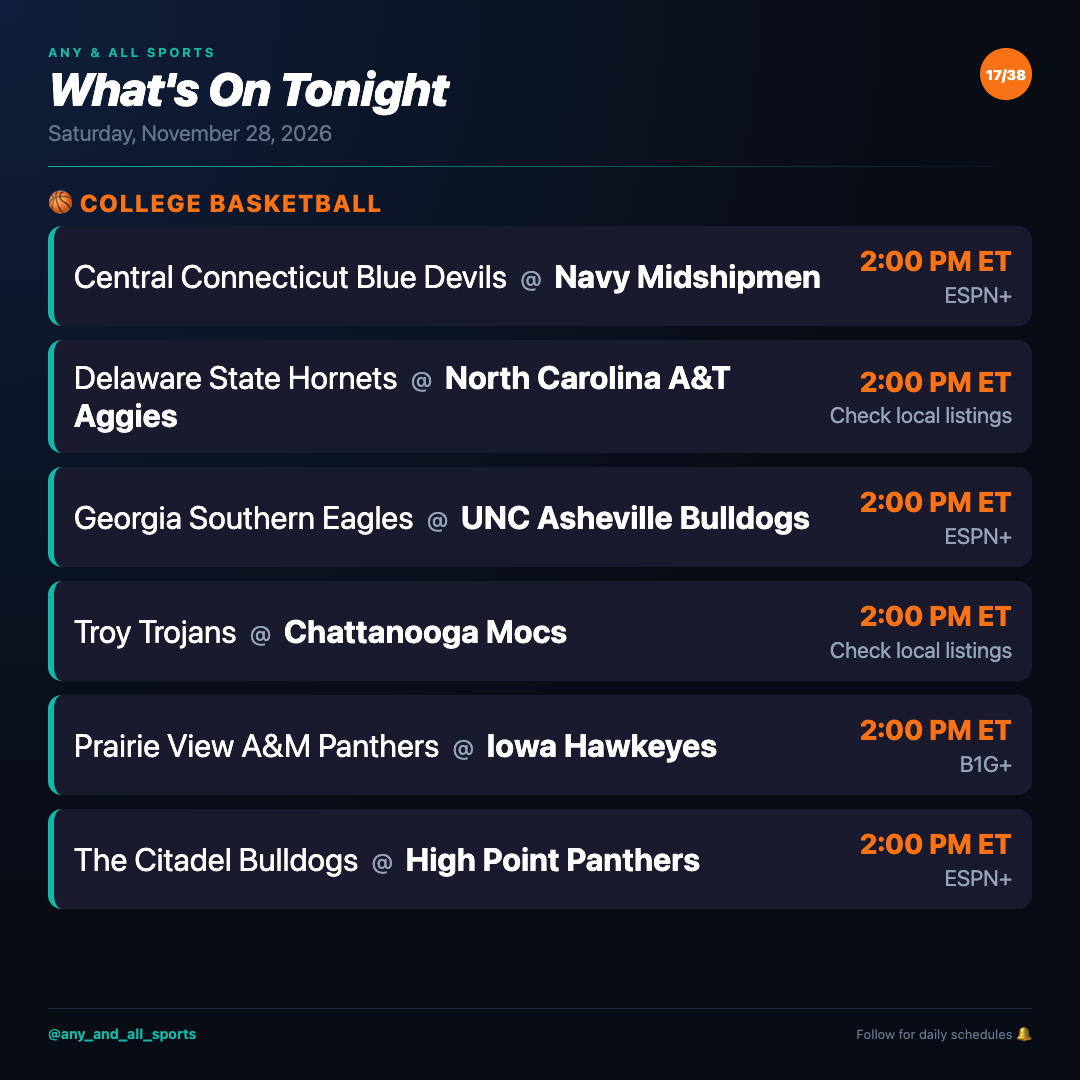 ANY & ALL SPORTS
What's On Tonight
17/38
Saturday, November 28, 2026
🏀 COLLEGE BASKETBALL
Central Connecticut Blue Devils @ Navy Midshipmen
2:00 PM ET
ESPN+
Delaware State Hornets @ North Carolina A&T
Aggies
2:00 PM ET
Check local listings
Georgia Southern Eagles @ UNC Asheville Bulldogs
2:00 PM ET
ESPN+
Troy Trojans @ Chattanooga Mocs
2:00 PM ET
Check local listings
Prairie View A&M Panthers @ Iowa Hawkeyes
2:00 PM ET
B1G+
The Citadel Bulldogs @ High Point Panthers
2:00 PM ET
ESPN+
@any_and_all_sports
Follow for daily schedules 🔔